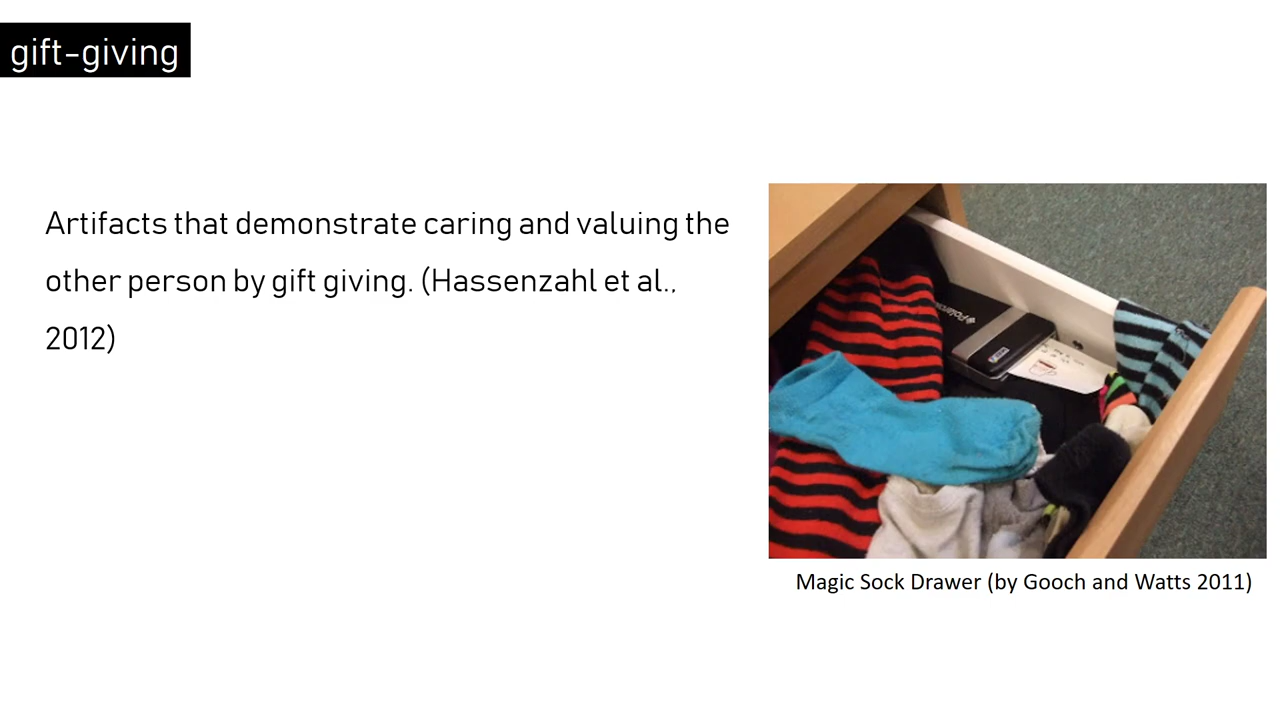 gift-giving
Artifacts that demonstrate caring and valuing the
other person by gift giving. (Hassenzahl et al.,
2012)
Polaroid
Magic Sock Drawer (by Gooch and Watts 2011)